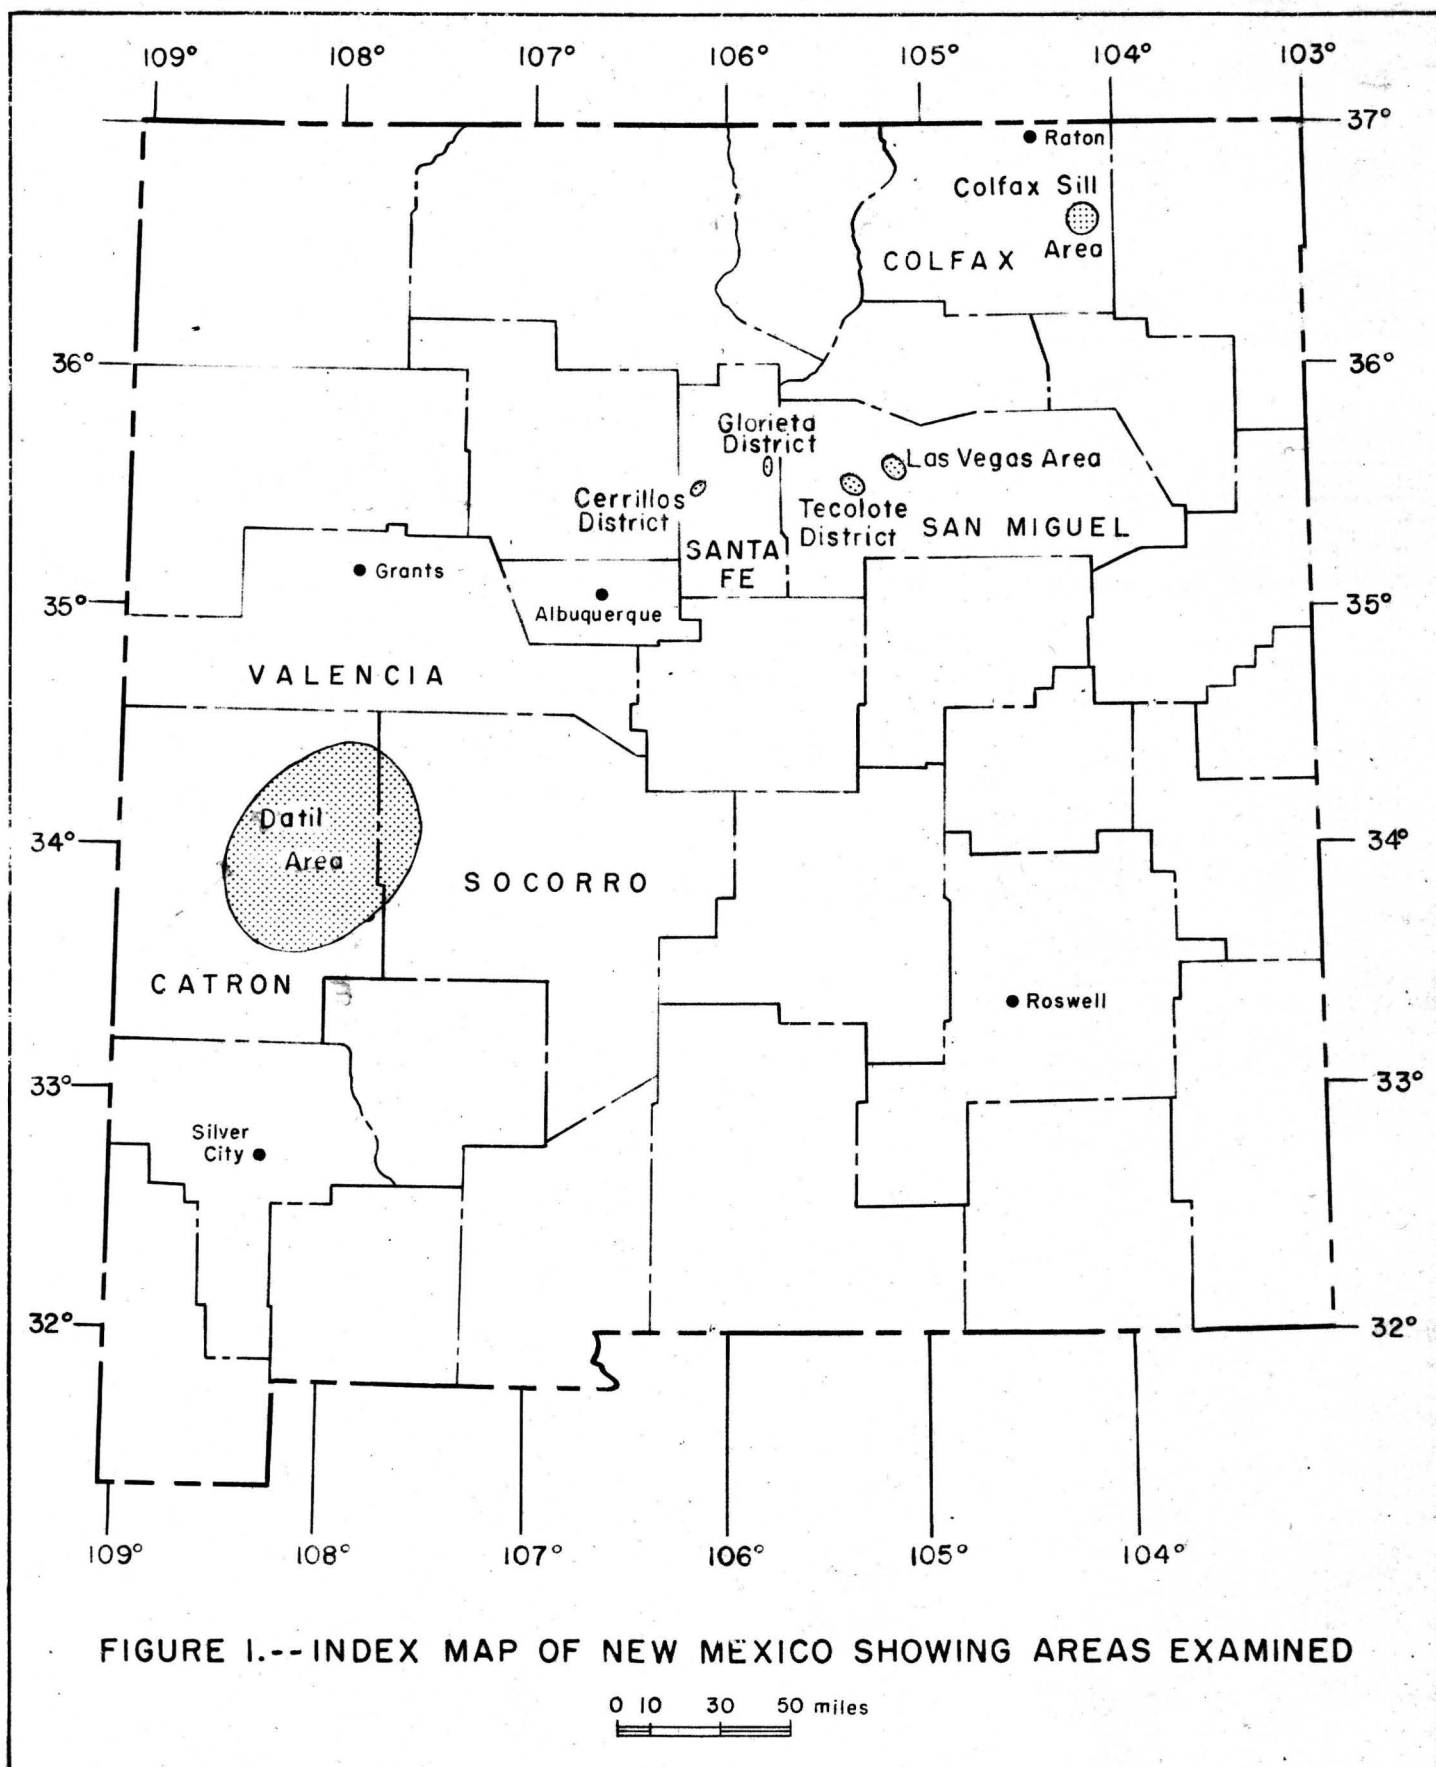 109° 108° 107° 106° 105° 104° 103°
37°
Raton
Colfax Sill
Area
COLFAX
36° 36°
Glorieta
District
Las Vegas Area
Cerrillos
District
Tecolote
District
SAN MIGUEL
SANTA
FE
Grants
Albuquerque
35° 35°
VALENCIA
Datil
Area
34° 34°
SOCORRO
CATRON
Roswell
33° 33°
Silver
City
32° 32°
109° 108° 107° 106° 105° 104°
FIGURE 1.--INDEX MAP OF NEW MEXICO SHOWING AREAS EXAMINED
0 10 30 50 miles